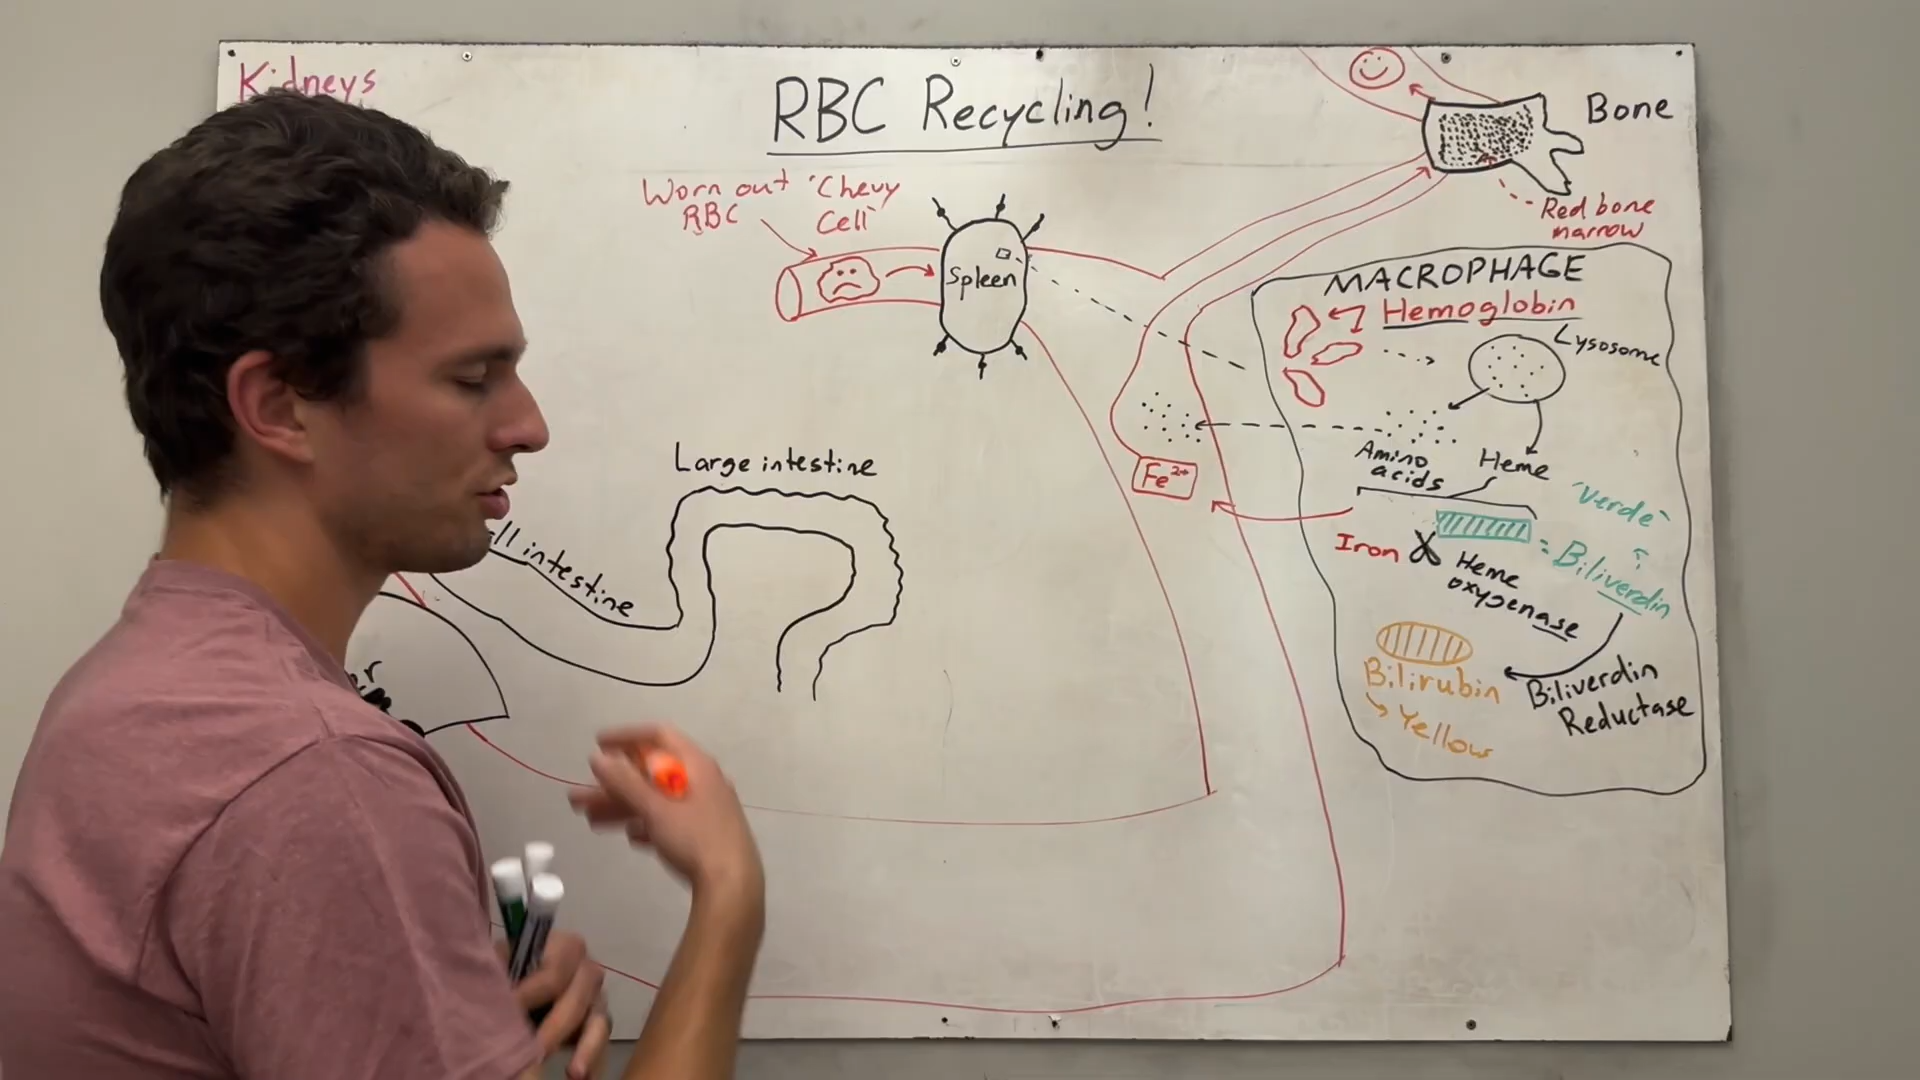 Kidneys
RBC Recycling!
Bone
Worn out
RBC
"Chevy
Cell"
Red bone
marrow
Spleen
MACROPHAGE
Hemoglobin
Lysosome
Large intestine
Amino
acids
Heme
Fe2+
"Verde"
Iron
Heme
oxygenase
= Biliverdin
intestine
Bilirubin
Yellow
Biliverdin
Reductase